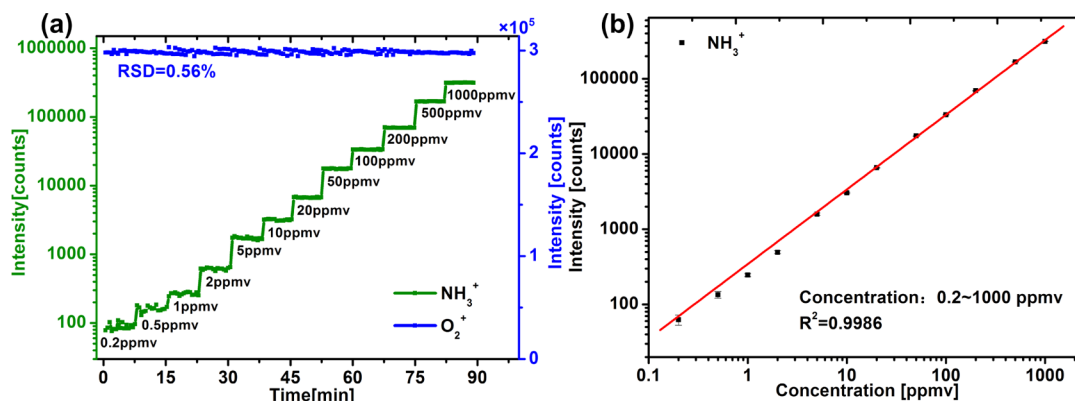 (a)
×10⁵
1000000
100000
10000
1000
100
Intensity[counts]
RSD=0.56%
0.2ppmv
0.5ppmv
1ppmv
2ppmv
5ppmv
10ppmv
20ppmv
50ppmv
100ppmv
200ppmv
500ppmv
1000ppmv
NH₃⁺
O₂⁺
3
2
1
0
Intensity [counts]
0 15 30 45 60 75 90
Time[min]
(b)
NH₃⁺
100000
10000
1000
100
Intensity [counts]
Concentration: 0.2~1000 ppmv
R²=0.9986
0.1 1 10 100 1000
Concentration [ppmv]